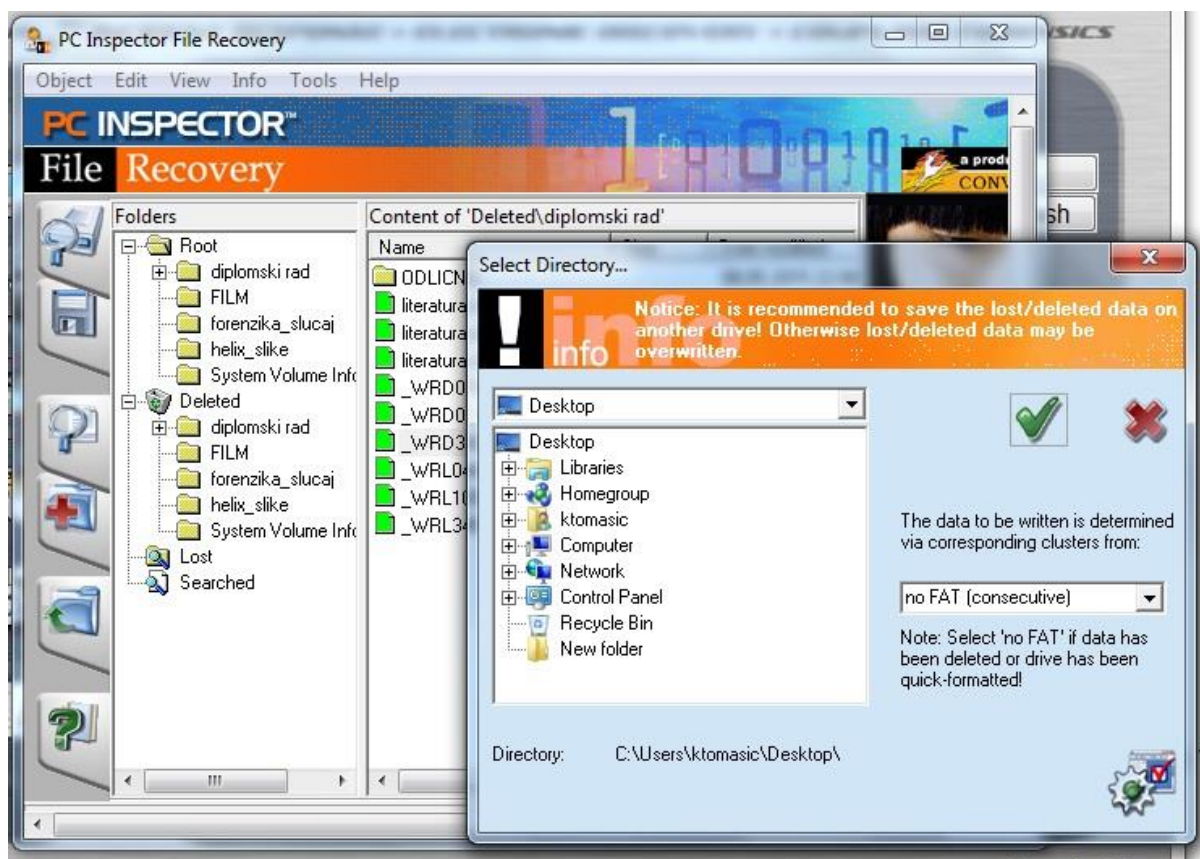 PC Inspector File Recovery
Object Edit View Info Tools Help
PC INSPECTOR™
File Recovery
a prod
CONV
Folders
Root
diplomski rad
FILM
forenzika_slucaj
helix_slike
System Volume Info
Deleted
diplomski rad
FILM
forenzika_slucaj
helix_slike
System Volume Info
Lost
Searched
Content of 'Deleted\diplomski rad'
Name
ODLICN
literatura
literatura
literatura
_WRD0
_WRD0
_WRD3
_WRL04
_WRL10
_WRL34
Select Directory...
info
Notice: It is recommended to save the lost/deleted data on
another drive! Otherwise lost/deleted data may be
overwritten.
Desktop
Desktop
Libraries
Homegroup
ktomasic
Computer
Network
Control Panel
Recycle Bin
New folder
The data to be written is determined
via corresponding clusters from:
no FAT (consecutive)
Note: Select 'no FAT' if data has
been deleted or drive has been
quick-formatted!
Directory: C:\Users\ktomasic\Desktop\